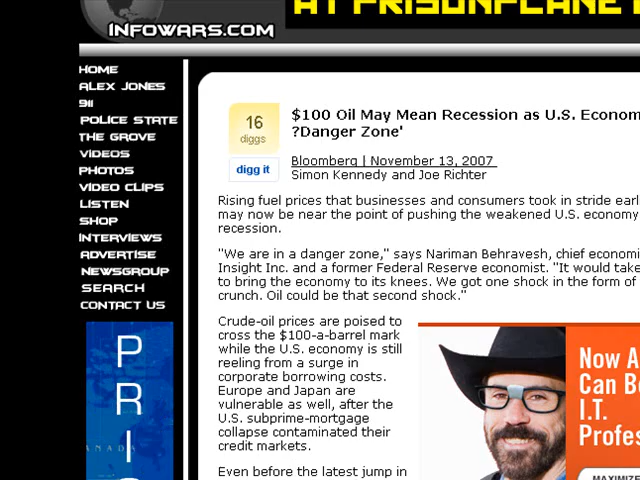 AT PRISONPLANE
INFOWARS.COM
HOME
ALEX JONES
911
POLICE STATE
THE GROVE
VIDEOS
PHOTOS
VIDEO CLIPS
LISTEN
SHOP
INTERVIEWS
ADVERTISE
NEWSGROUP
SEARCH
CONTACT US
P
R
I
CANADA
16
diggs
digg it
$100 Oil May Mean Recession as U.S. Econom
?Danger Zone'
Bloomberg | November 13, 2007
Simon Kennedy and Joe Richter
Rising fuel prices that businesses and consumers took in stride earl
may now be near the point of pushing the weakened U.S. economy
recession.
"We are in a danger zone," says Nariman Behravesh, chief economi
Insight Inc. and a former Federal Reserve economist. "It would take
to bring the economy to its knees. We got one shock in the form of
crunch. Oil could be that second shock."
Crude-oil prices are poised to
cross the $100-a-barrel mark
while the U.S. economy is still
reeling from a surge in
corporate borrowing costs.
Europe and Japan are
vulnerable as well, after the
U.S. subprime-mortgage
collapse contaminated their
credit markets.
Even before the latest jump in
Now A
Can Be
I.T.
Profes
MAXIMIZE